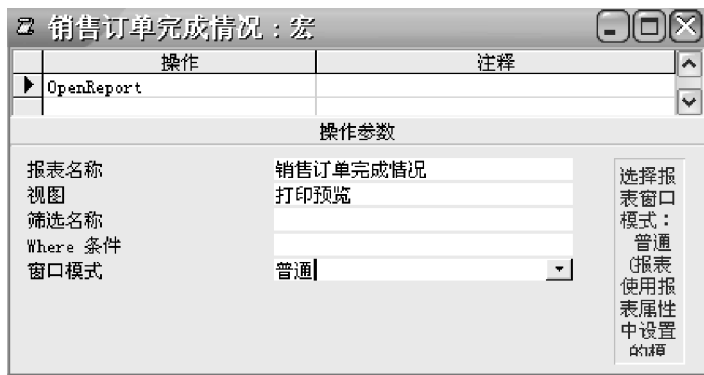 销售订单完成情况：宏
操作 注释
OpenReport
操作参数
报表名称 销售订单完成情况
视图 打印预览
筛选名称
Where 条件
窗口模式 普通
选择报
表窗口
模式：
普通
(报表
使用报
表属性
中设置
的模